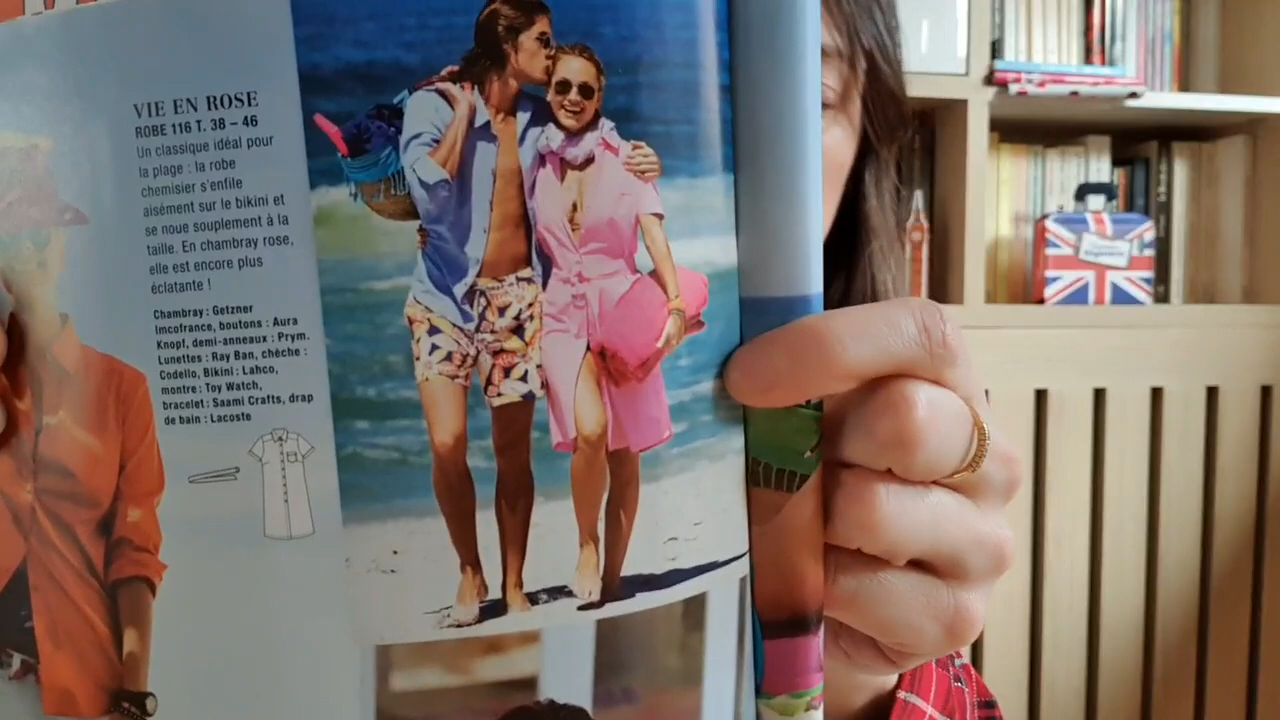 VIE EN ROSE
ROBE 116 T. 38 – 46
Un classique idéal pour
la plage : la robe
chemisier s'enfile
aisément sur le bikini et
se noue souplement à la
taille. En chambray rose,
elle est encore plus
éclatante !
Chambray : Getzner
lmcofrance, boutons : Aura
Knopf, demi-anneaux : Prym.
Lunettes : Ray Ban, chèche :
Codello, Bikini : Lahco,
montre : Toy Watch,
bracelet : Saami Crafts, drap
de bain : Lacoste